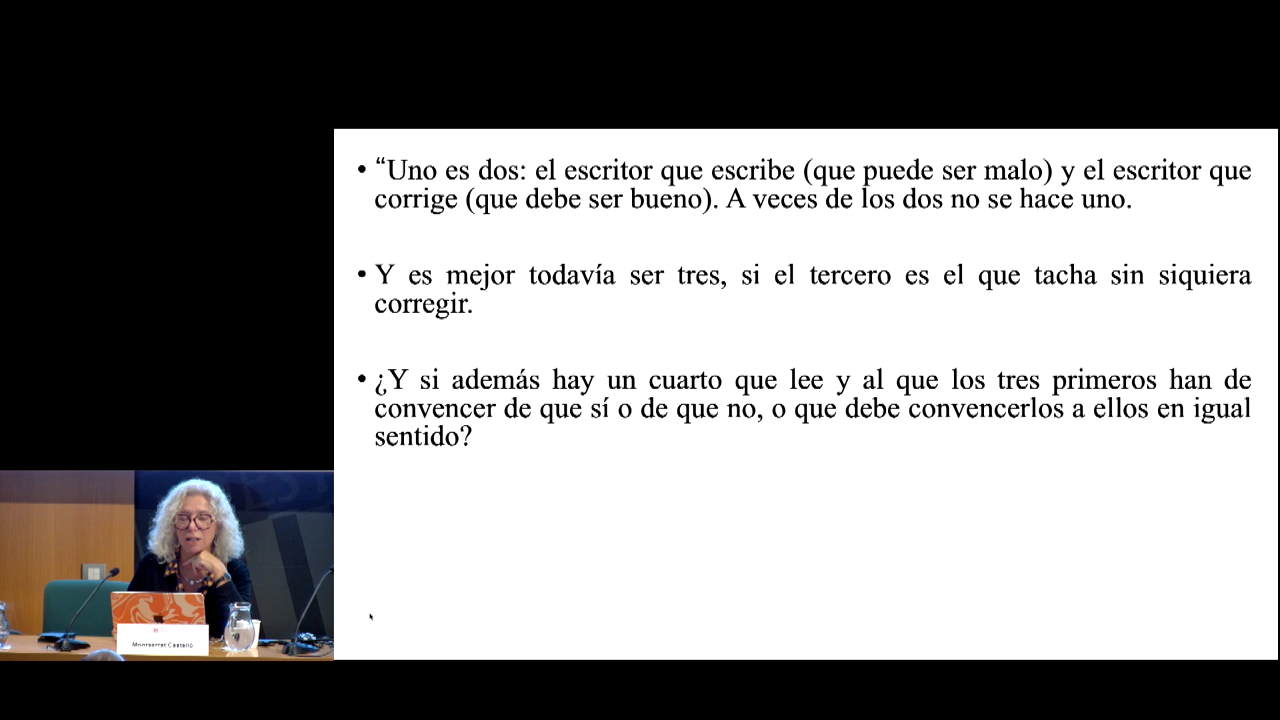 • “Uno es dos: el escritor que escribe (que puede ser malo) y el escritor que
corrige (que debe ser bueno). A veces de los dos no se hace uno.
• Y es mejor todavía ser tres, si el tercero es el que tacha sin siquiera
corregir.
• ¿Y si además hay un cuarto que lee y al que los tres primeros han de
convencer de que sí o de que no, o que debe convencerlos a ellos en igual
sentido?
Montserrat Castelló